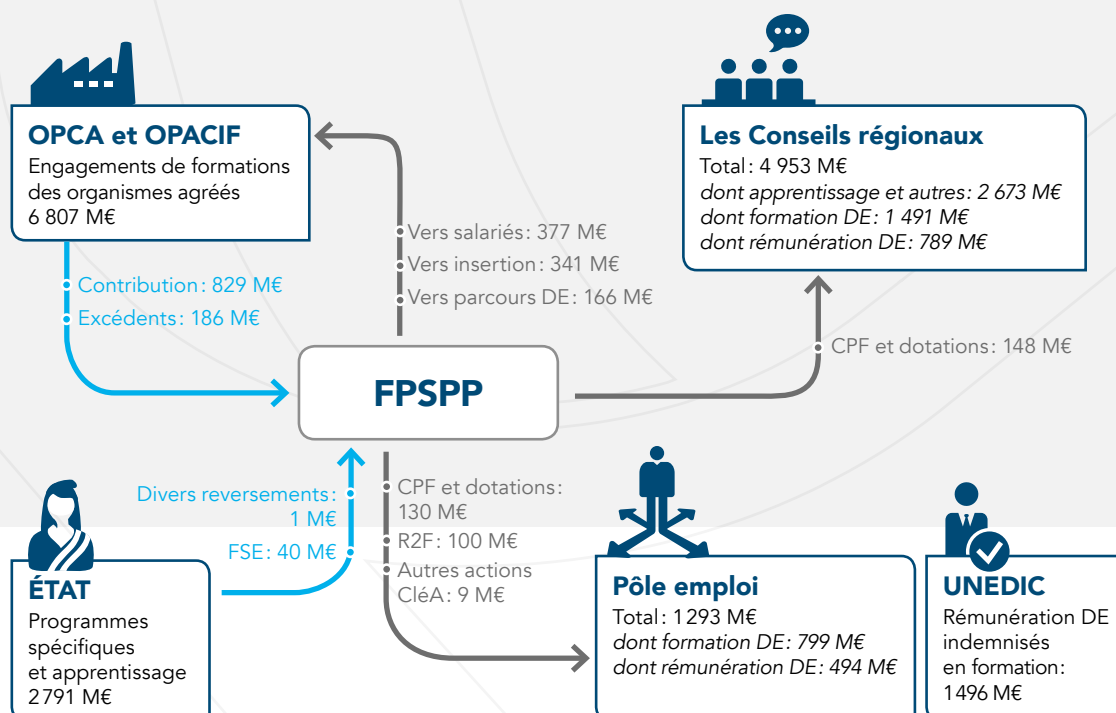 OPCA et OPACIF
Engagements de formations
des organismes agréés
6 807 M€
Les Conseils régionaux
Total : 4 953 M€
dont apprentissage et autres : 2 673 M€
dont formation DE : 1 491 M€
dont rémunération DE : 789 M€
Vers salariés : 377 M€
Vers insertion : 341 M€
Vers parcours DE : 166 M€
Contribution : 829 M€
Excédents : 186 M€
CPF et dotations : 148 M€
FPSPP
Divers reversements :
1 M€
FSE : 40 M€
CPF et dotations :
130 M€
R2F : 100 M€
Autres actions
CléA : 9 M€
ÉTAT
Programmes
spécifiques
et apprentissage
2 791 M€
Pôle emploi
Total : 1 293 M€
dont formation DE : 799 M€
dont rémunération DE : 494 M€
UNEDIC
Rémunération DE
indemnisés
en formation :
1 496 M€